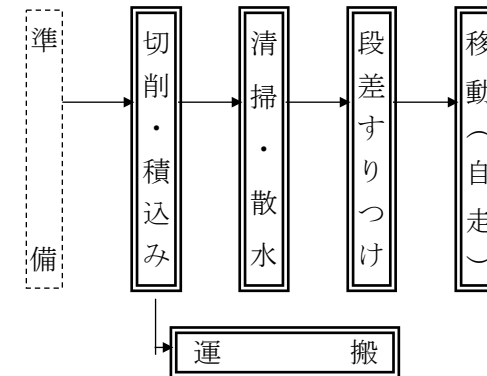 準備
切削・積込み
清掃・散水
段差すりつけ
移動（自走）
運搬